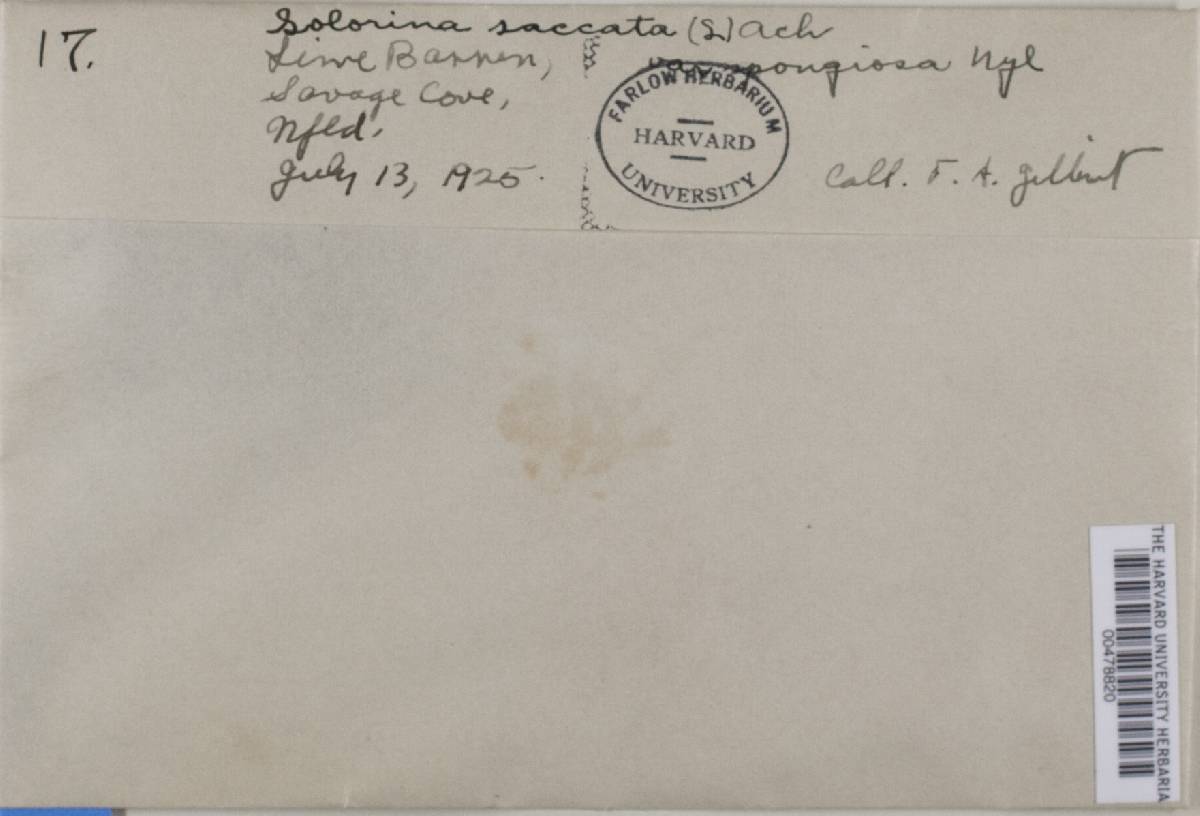 17.
Solorina saccata (L) Ach
var spongiosa Nyl
Lime Barren,
Savage Cove,
Nfld.
July 13, 1925.
FARLOW HERBARIUM
HARVARD
UNIVERSITY
Coll. F. A. Gilbert
THE HARVARD UNIVERSITY HERBARIA
00478820